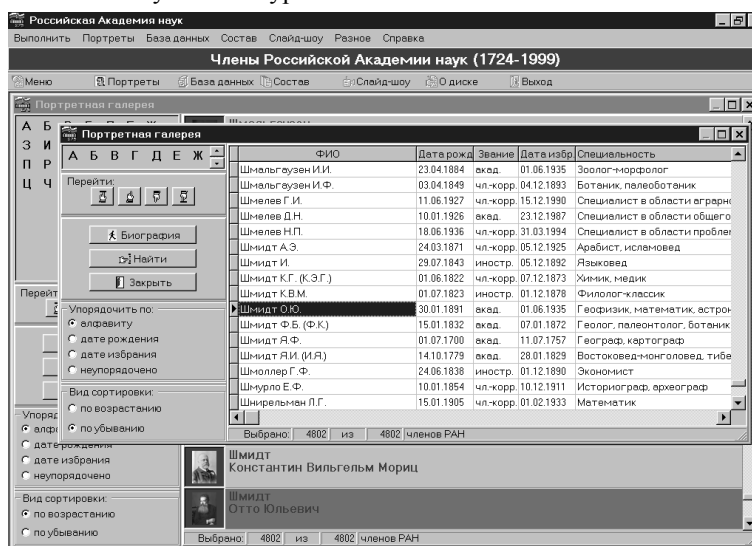 Российская Академия наук
Выполнить Портреты База данных Состав Слайд-шоу Разное Справка
Члены Российской Академии наук (1724-1999)
Меню Портреты База данных Состав Слайд-шоу О диске Выход
Портретная галерея
А Б
З И
П Р
Ц Ч
Портретная галерея
А Б В Г Д Е Ж
Перейти:
Биография
Найти
Закрыть
Упорядочить по:
алфавиту
дате рождения
дате избрания
неупорядочено
Вид сортировки:
по возрастанию
по убыванию
ФИО Дата рожд Звание Дата избр Специальность
Шмальгаузен И.И. 23.04.1884 акад. 01.06.1935 Зоолог-морфолог
Шмальгаузен И.Ф. 03.04.1849 чл.-корр. 04.12.1893 Ботаник, палеоботаник
Шмелев Г.И. 11.06.1927 чл.-корр. 15.12.1990 Специалист в области аграрн
Шмелев Д.Н. 10.01.1926 акад. 23.12.1987 Специалист в области общего
Шмелев Н.П. 18.06.1936 чл.-корр. 31.03.1994 Специалист в области пробле
Шмидт А.Э. 24.03.1871 чл.-корр. 05.12.1925 Арабист, исламовед
Шмидт И. 29.07.1843 иностр. 05.12.1892 Языковед
Шмидт К.Г. (К.Э.Г.) 01.06.1822 чл.-корр. 07.12.1873 Химик, медик
Шмидт К.В.М. 01.07.1823 иностр. 01.12.1878 Филолог-классик
Шмидт О.Ю. 30.01.1891 акад. 01.06.1935 Геофизик, математик, астрон
Шмидт Ф.Б. (Ф.К.) 15.01.1832 акад. 07.01.1872 Геолог, палеонтолог, ботаник
Шмидт Я.Ф. 01.07.1700 акад. 11.07.1757 Географ, картограф
Шмидт Я.И. (И.Я.) 14.10.1779 акад. 28.01.1829 Востоковед-монголовед, тибе
Шмоллер Г.Ф. 24.06.1838 иностр. 01.12.1890 Экономист
Шмурло Е.Ф. 10.01.1854 чл.-корр. 10.12.1911 Историограф, археограф
Шнирельман Л.Г. 15.01.1905 чл.-корр. 01.02.1933 Математик
Выбрано: 4802 из 4802 членов РАН
Перейт
Упоряд
алфа
дате рождения
дате избрания
неупорядочено
Вид сортировки:
по возрастанию
по убыванию
Шмидт
Константин Вильгельм Мориц
Шмидт
Отто Юльевич
Выбрано: 4802 из 4802 членов РАН